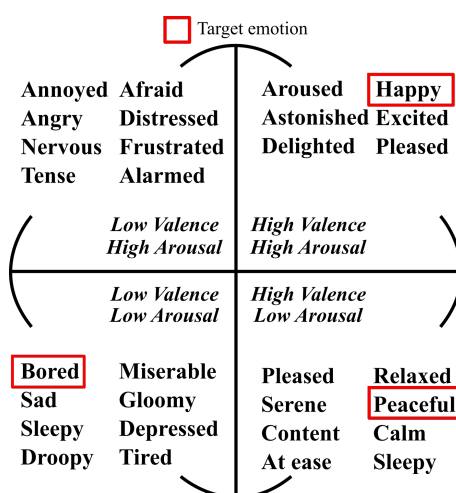 Target emotion
Annoyed Afraid
Angry Distressed
Nervous Frustrated
Tense Alarmed
Aroused Happy
Astonished Excited
Delighted Pleased
Low Valence
High Arousal
High Valence
High Arousal
Low Valence
Low Arousal
High Valence
Low Arousal
Bored Miserable
Sad Gloomy
Sleepy Depressed
Droopy Tired
Pleased Relaxed
Serene Peaceful
Content Calm
At ease Sleepy